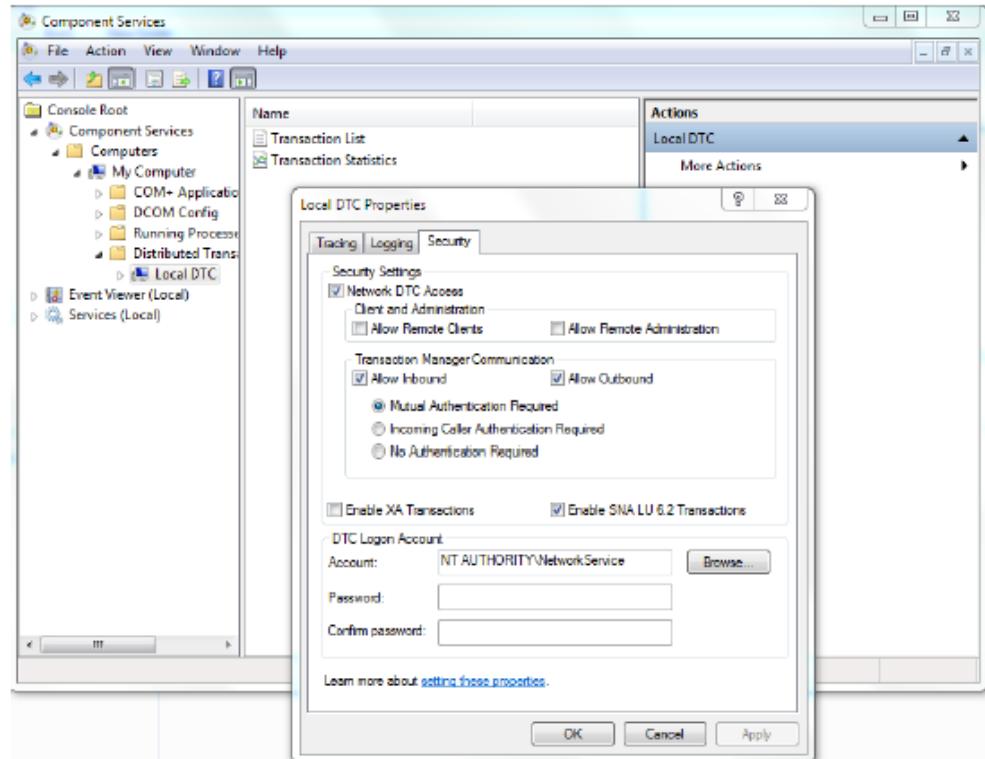 Component Services
File Action View Window Help
Console Root
Component Services
Computers
My Computer
COM+ Applicatio
DCOM Config
Running Processe
Distributed Trans
Local DTC
Event Viewer (Local)
Services (Local)
Name
Transaction List
Transaction Statistics
Actions
Local DTC
More Actions
Local DTC Properties
Tracing Logging Security
Security Settings
Network DTC Access
Client and Administration
Allow Remote Clients Allow Remote Administration
Transaction Manager Communication
Allow Inbound Allow Outbound
Mutual Authentication Required
Incoming Caller Authentication Required
No Authentication Required
Enable XA Transactions Enable SNA LU 6.2 Transactions
DTC Logon Account
Account: NT AUTHORITY\NetworkService Browse...
Password:
Confirm password:
Learn more about setting these properties.
OK Cancel Apply